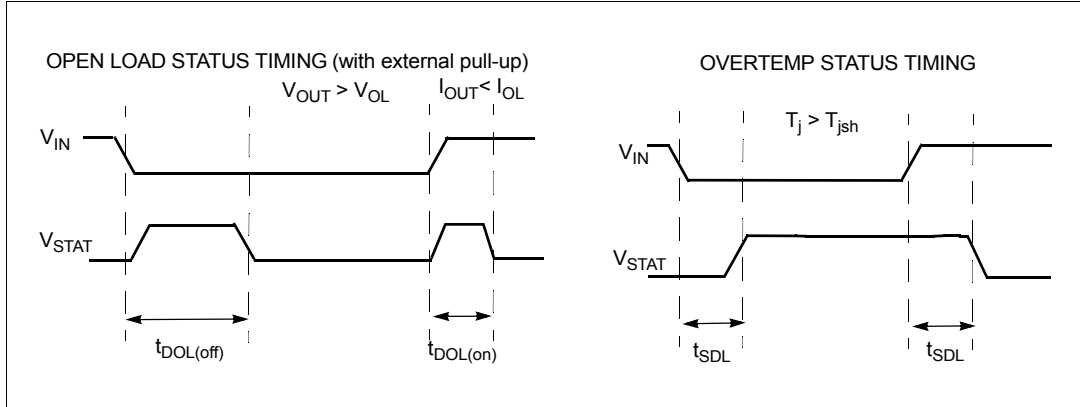 OPEN LOAD STATUS TIMING (with external pull-up)
VOUT > VOL
IOUT< IOL
VIN
VSTAT
tDOL(off)
tDOL(on)
OVERTEMP STATUS TIMING
Tj > Tjsh
VIN
VSTAT
tSDL
tSDL